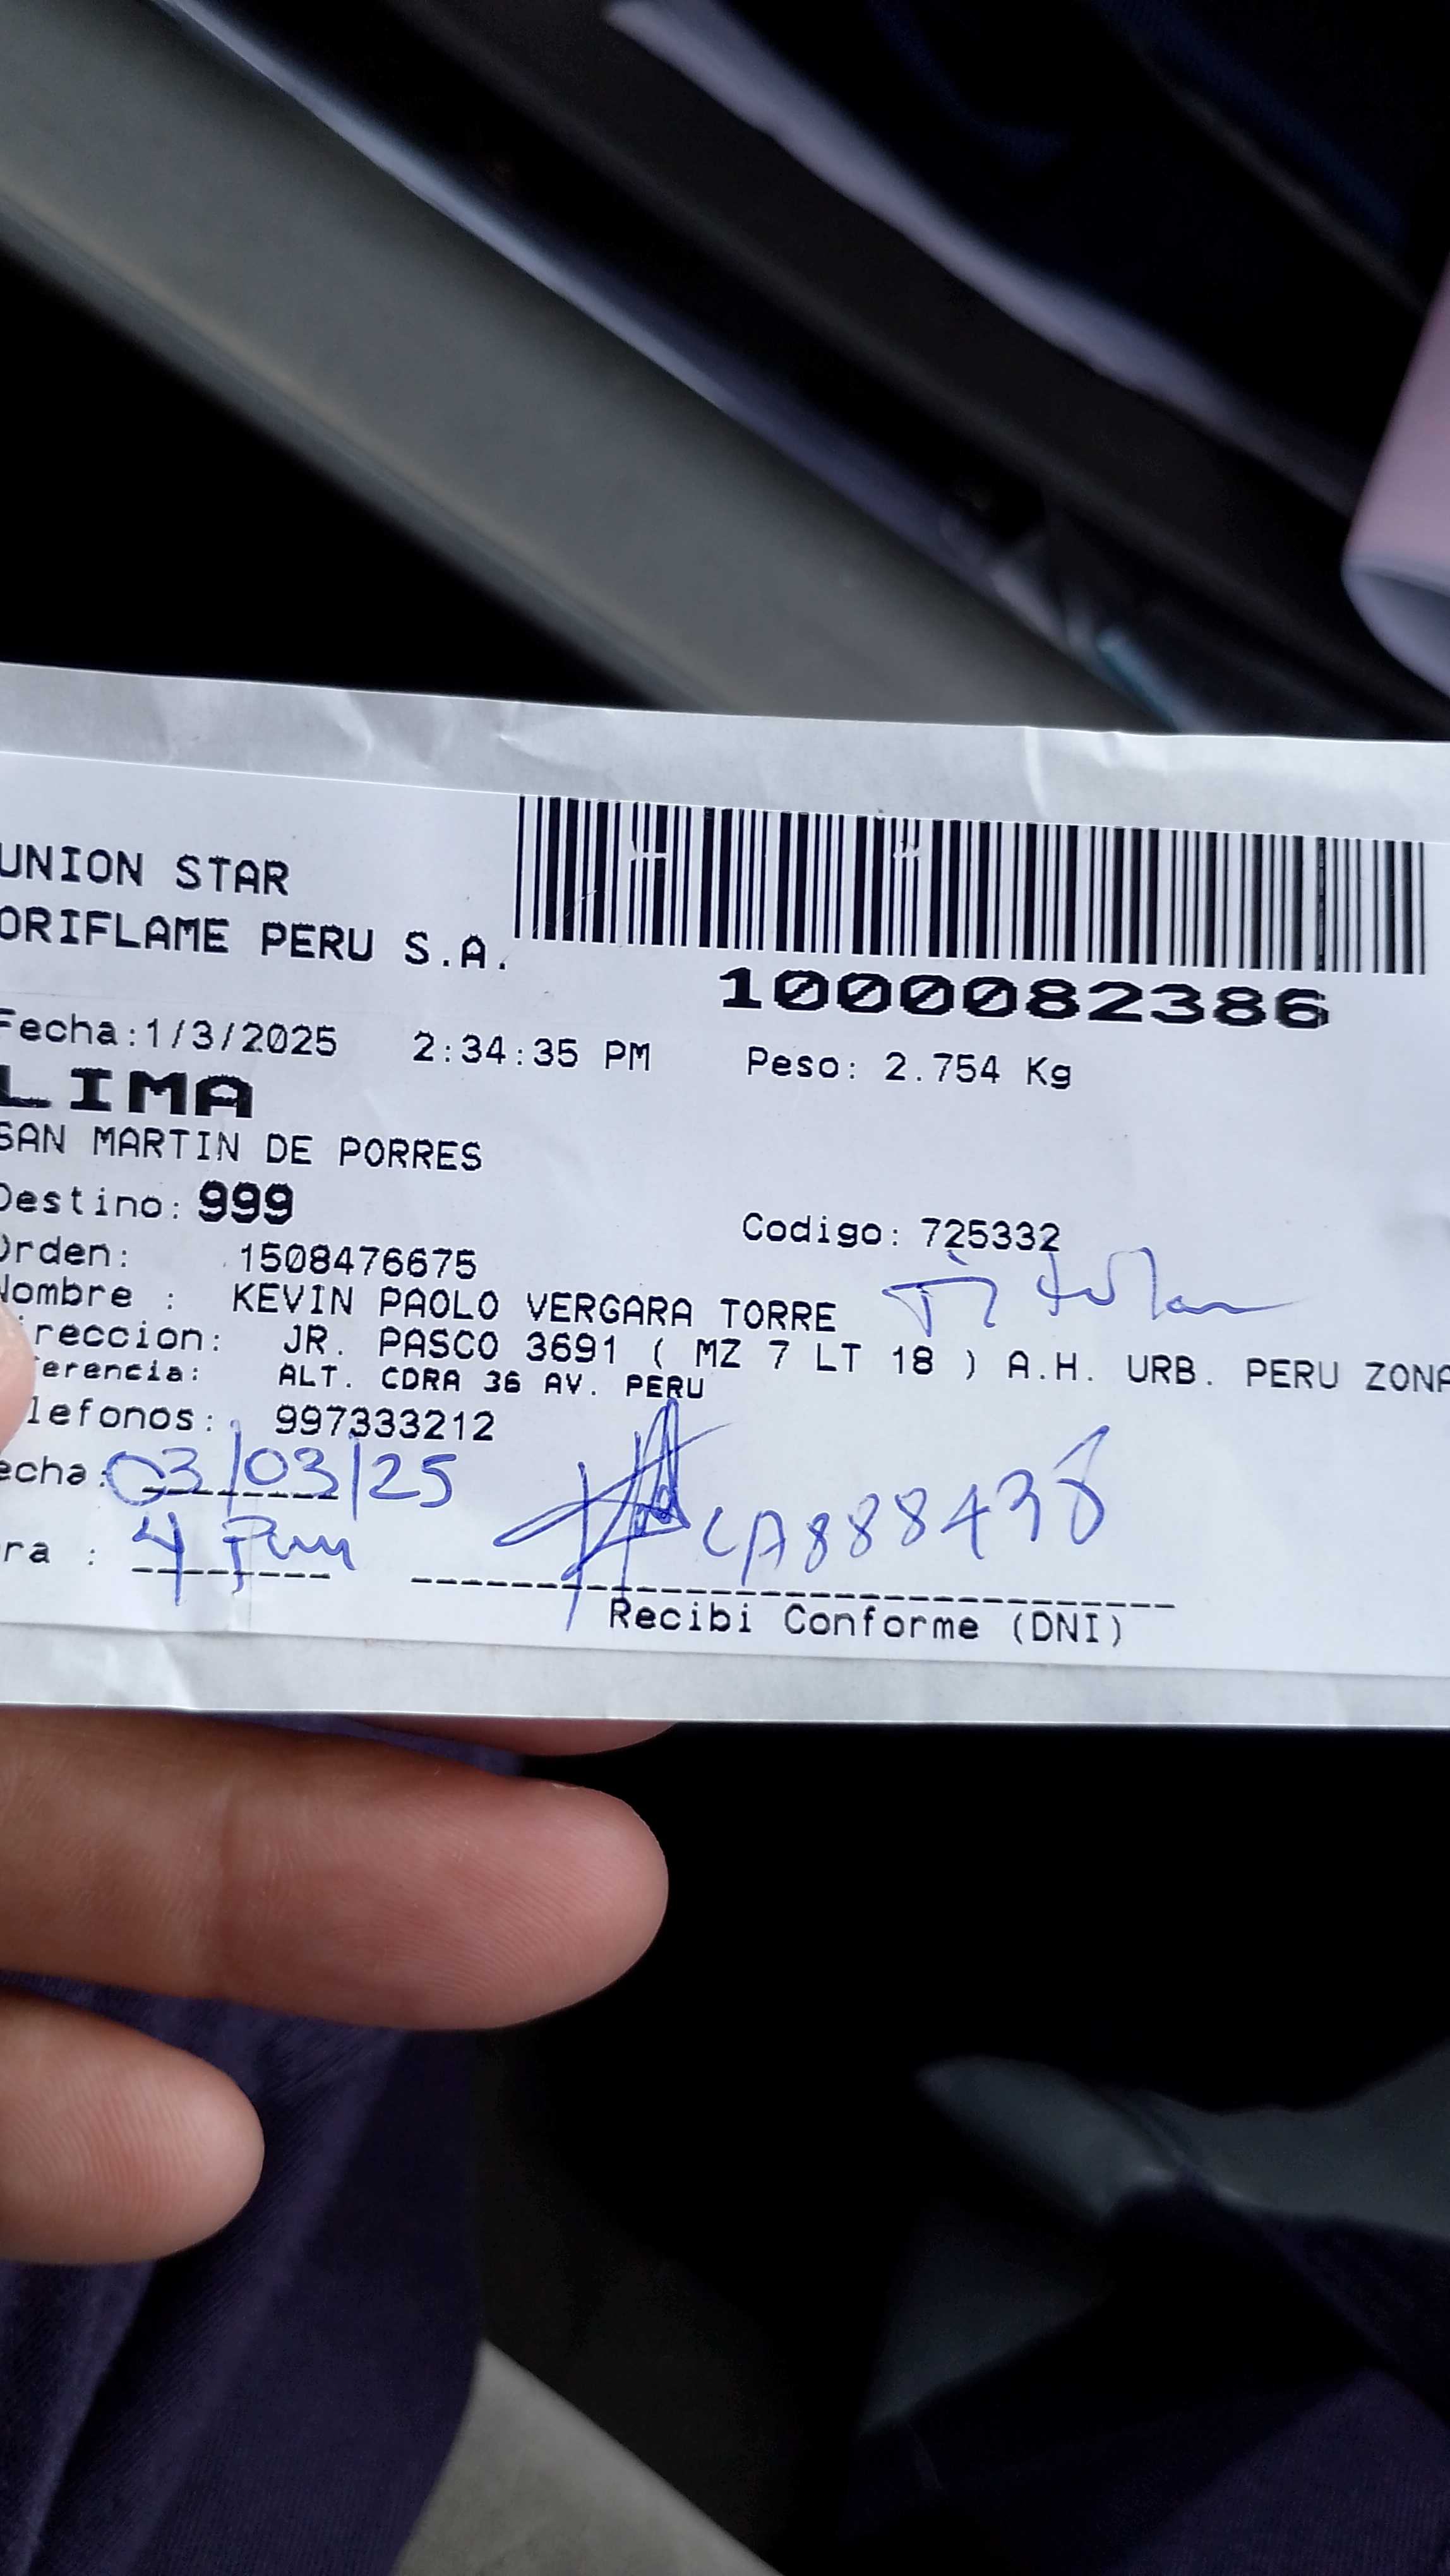 UNION STAR
ORIFLAME PERU S.A.
1000082386
Fecha:1/3/2025 2:34:35 PM Peso: 2.754 Kg
LIMA
SAN MARTIN DE PORRES
Destino: 999
Codigo: 725332
Orden: 1508476675
Nombre : KEVIN PAOLO VERGARA TORRE Titular
ireccion: JR. PASCO 3691 ( MZ 7 LT 18 ) A.H. URB. PERU ZONA
erencia: ALT. CDRA 36 AV. PERU
lefonos: 997333212
echa: 03/03/25
ra : 4 Pm
Recibi Conforme (DNI)